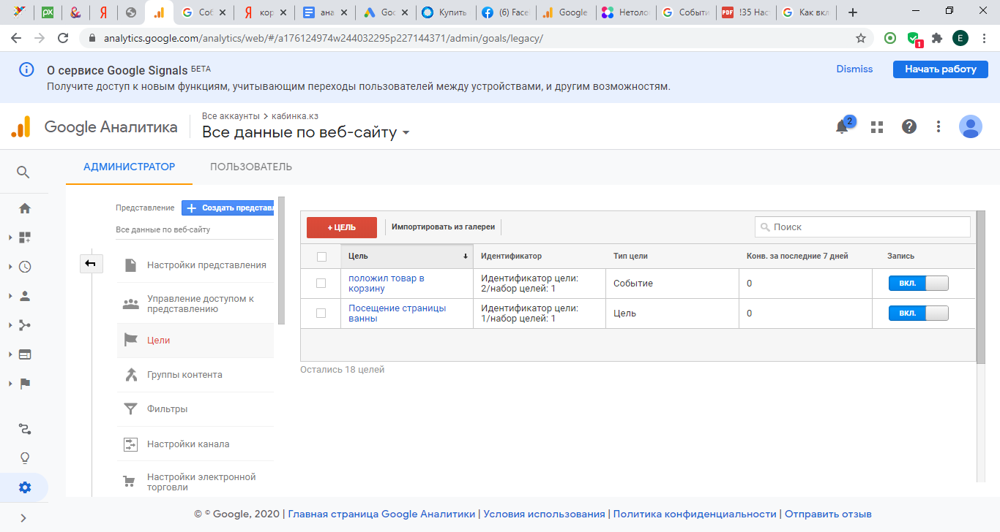 Соб
кор
ана
Goo
Купить
(6) Face
Google
Нетоло
Событи
PDF
!35 Нас
Как вкл
analytics.google.com/analytics/web/#/a176124974w244032295p227144371/admin/goals/legacy/
1
E
О сервисе Google Signals БЕТА
Dismiss
Начать работу
Получите доступ к новым функциям, учитывающим переходы пользователей между устройствами, и другим возможностям.
Google Аналитика
Все аккаунты > кабинка.кз
Все данные по веб-сайту
2
АДМИНИСТРАТОР
ПОЛЬЗОВАТЕЛЬ
Представление
+ Создать представл
Все данные по веб-сайту
Настройки представления
Управление доступом к
представлению
Цели
Группы контента
Фильтры
Настройки канала
Настройки электронной
торговли
+ ЦЕЛЬ
Импортировать из галереи
Поиск
Цель
Идентификатор
Тип цели
Конв. за последние 7 дней
Запись
положил товар в
корзину
Идентификатор цели:
2/набор целей: 1
Событие
0
ВКЛ.
Посещение страницы
ванны
Идентификатор цели:
1/набор целей: 1
Цель
0
ВКЛ.
Остались 18 целей
© Google, 2020 | Главная страница Google Аналитики | Условия использования | Политика конфиденциальности | Отправить отзыв